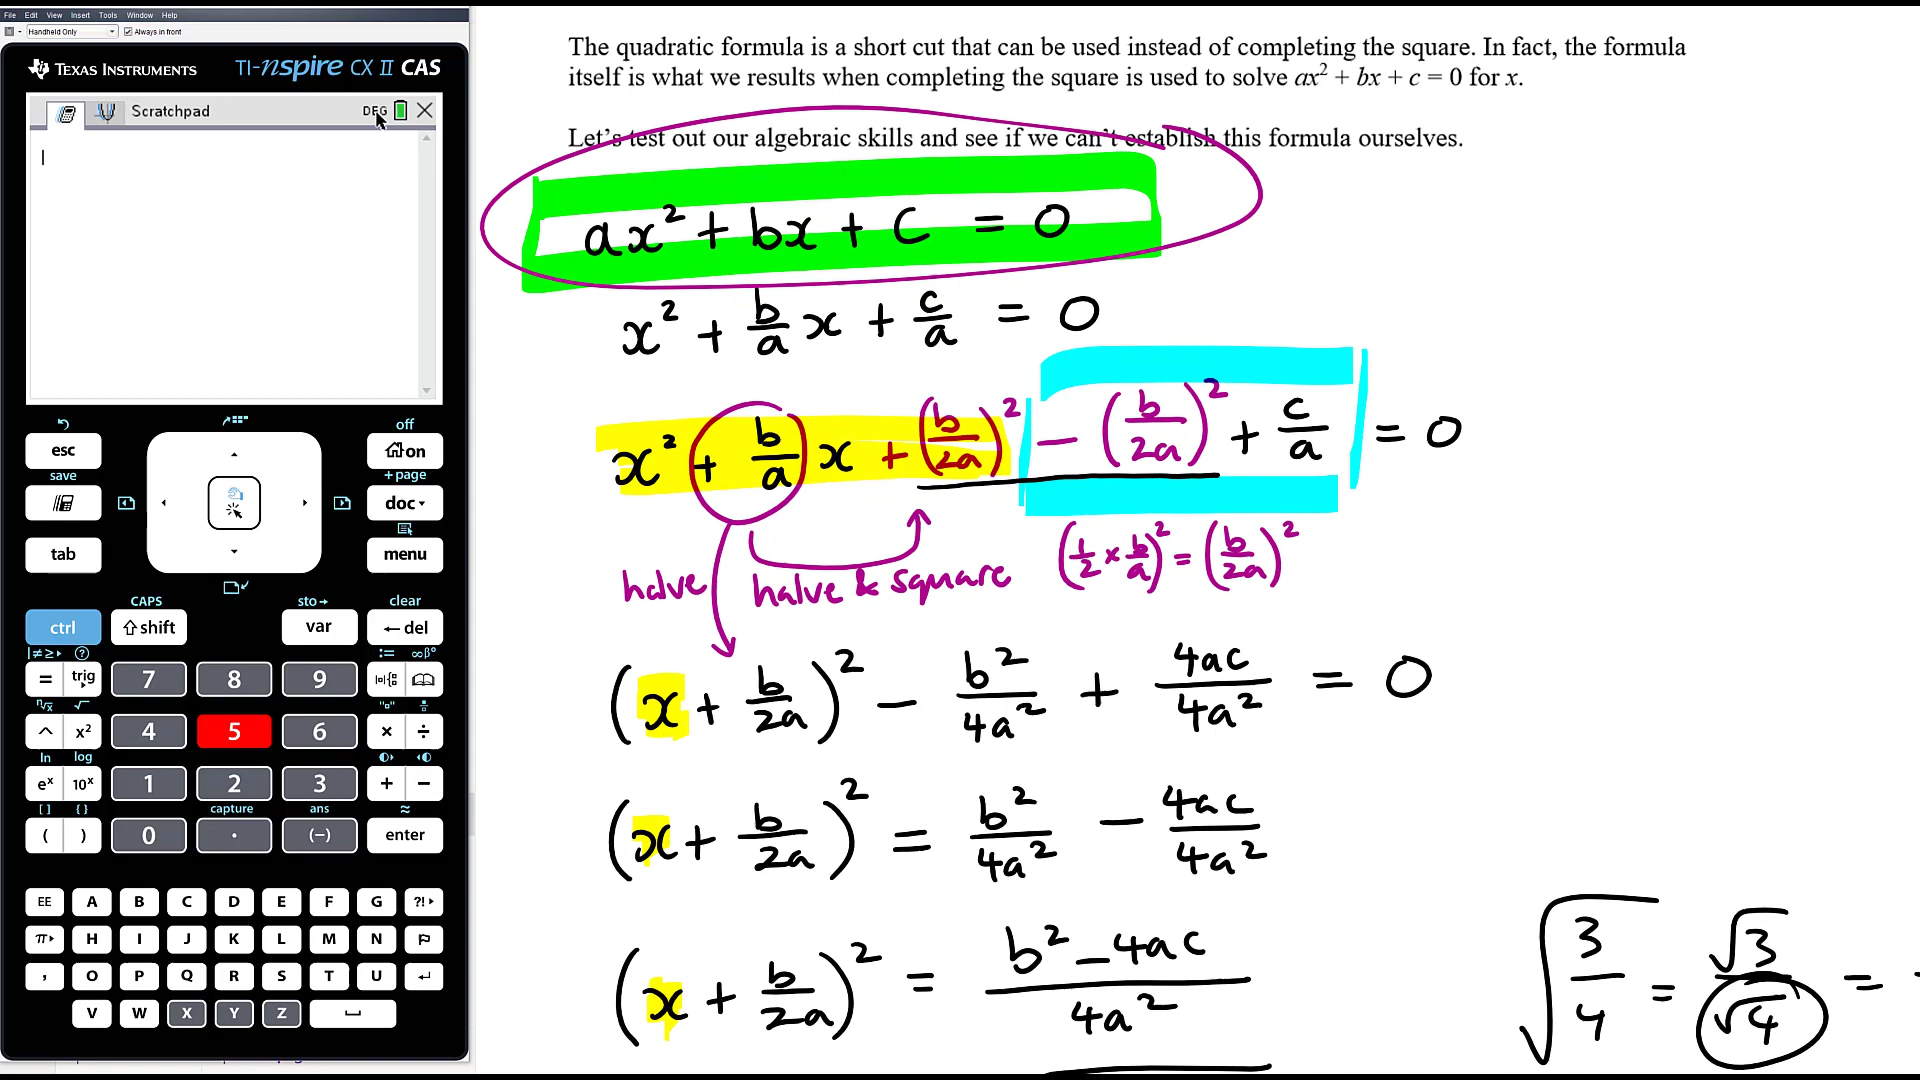 File Edit View Insert Tools Window Help
Handheld Only Always in front
TEXAS INSTRUMENTS TI-nspire CX II CAS
Scratchpad DEG
off
esc on
save +page
doc
tab menu
CAPS sto→ clear
ctrl ⇧shift var ←del
|≠≥▸ ? := ∞β°
= trig 7 8 9
ⁿ√x √ "□"
^ x² 4 5 6 × ÷
ln log
eˣ 10ˣ 1 2 3 + −
[ ] { } capture ans ≈
( ) 0 . (−) enter
EE A B C D E F G ?!▸
π▸ H I J K L M N
, O P Q R S T U ↵
V W X Y Z
The quadratic formula is a short cut that can be used instead of completing the square. In fact, the formula
itself is what we results when completing the square is used to solve ax² + bx + c = 0 for x.
Let's test out our algebraic skills and see if we can't establish this formula ourselves.
ax² + bx + c = 0
x² + b/a x + c/a = 0
x² + b/a x + (b/2a)² − (b/2a)² + c/a = 0
halve halve & square (1/2 × b/a)² = (b/2a)²
(x + b/2a)² − b²/4a² + 4ac/4a² = 0
(x + b/2a)² = b²/4a² − 4ac/4a²
(x + b/2a)² = b² − 4ac/4a²
√3/4 = √3/√4 =